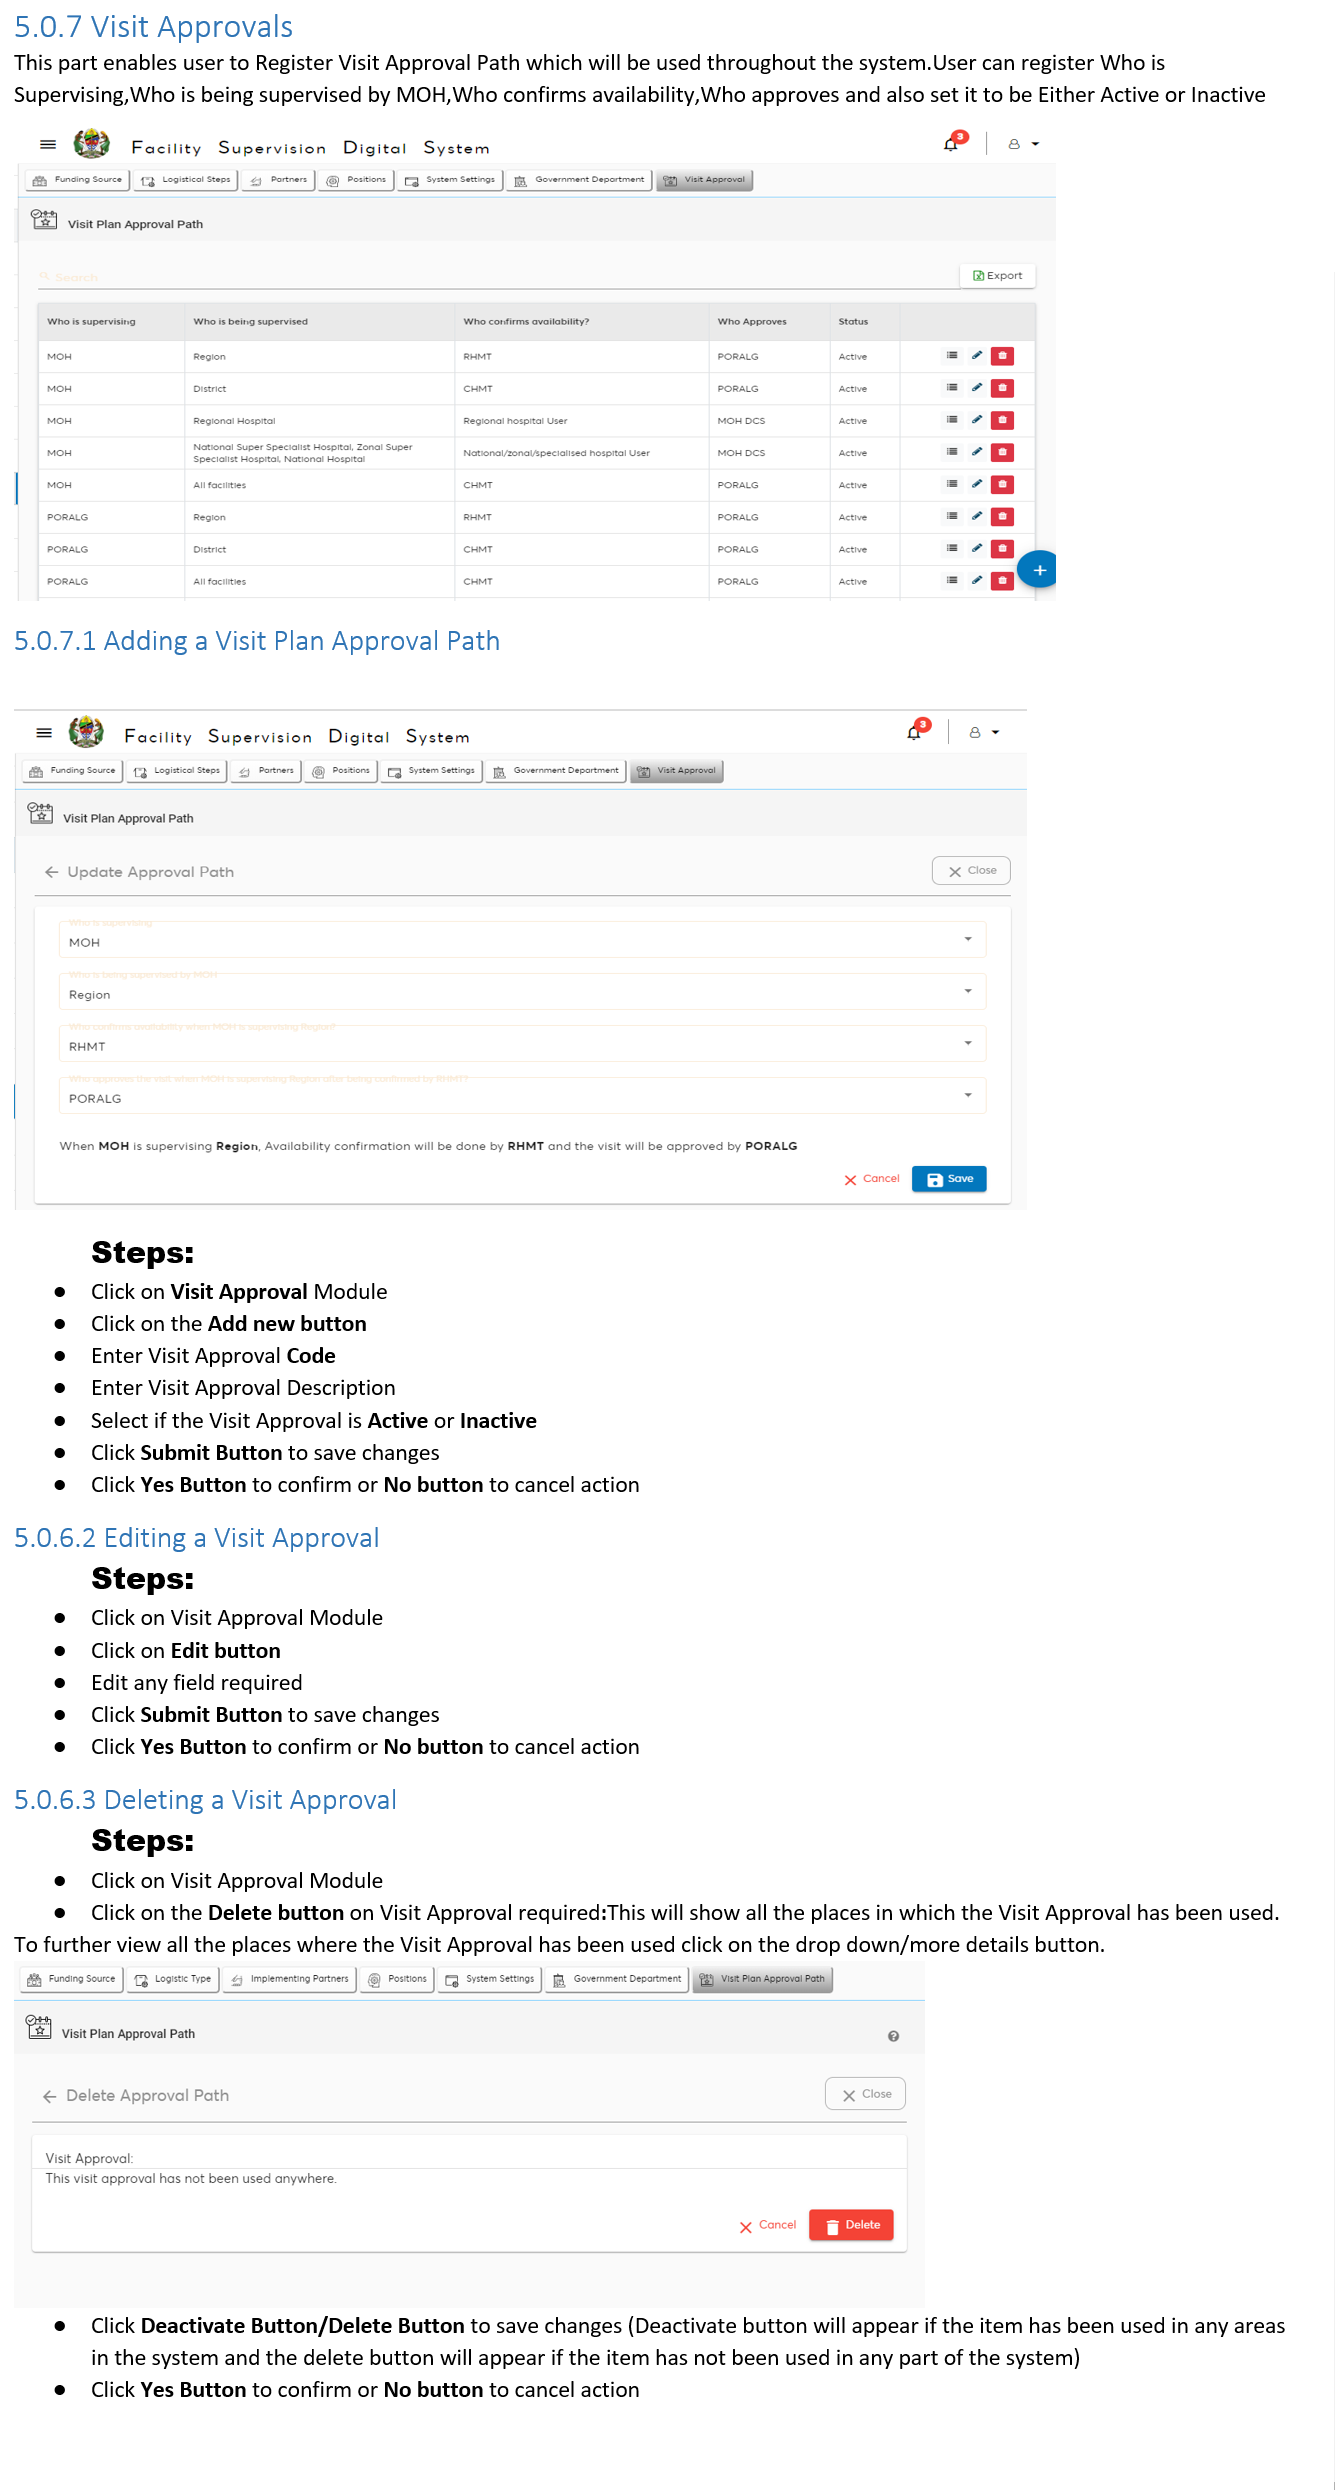 5.0.7 Visit Approvals
This part enables user to Register Visit Approval Path which will be used throughout the system.User can register Who is
Supervising,Who is being supervised by MOH,Who confirms availability,Who approves and also set it to be Either Active or Inactive
Facility Supervision Digital System 3
Funding Source Logistical Steps Partners Positions System Settings Government Department Visit Approval
Visit Plan Approval Path
Search Export
Who is supervising Who is being supervised Who confirms availability? Who Approves Status
MOH Region RHMT PORALG Active
MOH District CHMT PORALG Active
MOH Regional Hospital Regional hospital User MOH DCS Active
MOH National Super Specialist Hospital, Zonal Super Specialist Hospital, National Hospital National/zonal/specialised hospital User MOH DCS Active
MOH All facilities CHMT PORALG Active
PORALG Region RHMT PORALG Active
PORALG District CHMT PORALG Active
PORALG All facilities CHMT PORALG Active
+
5.0.7.1 Adding a Visit Plan Approval Path
Facility Supervision Digital System 3
Funding Source Logistical Steps Partners Positions System Settings Government Department Visit Approval
Visit Plan Approval Path
Update Approval Path Close
Who is supervising
MOH
Who is being supervised by MOH
Region
Who confirms availability when MOH is supervising Region?
RHMT
Who approves the visit when MOH is supervising Region after being confirmed by RHMT?
PORALG
When MOH is supervising Region, Availability confirmation will be done by RHMT and the visit will be approved by PORALG
Cancel Save
Steps:
● Click on Visit Approval Module
● Click on the Add new button
● Enter Visit Approval Code
● Enter Visit Approval Description
● Select if the Visit Approval is Active or Inactive
● Click Submit Button to save changes
● Click Yes Button to confirm or No button to cancel action
5.0.6.2 Editing a Visit Approval
Steps:
● Click on Visit Approval Module
● Click on Edit button
● Edit any field required
● Click Submit Button to save changes
● Click Yes Button to confirm or No button to cancel action
5.0.6.3 Deleting a Visit Approval
Steps:
● Click on Visit Approval Module
● Click on the Delete button on Visit Approval required:This will show all the places in which the Visit Approval has been used.
To further view all the places where the Visit Approval has been used click on the drop down/more details button.
Funding Source Logistic Type Implementing Partners Positions System Settings Government Department Visit Plan Approval Path
Visit Plan Approval Path ?
Delete Approval Path Close
Visit Approval:
This visit approval has not been used anywhere.
Cancel Delete
● Click Deactivate Button/Delete Button to save changes (Deactivate button will appear if the item has been used in any areas
in the system and the delete button will appear if the item has not been used in any part of the system)
● Click Yes Button to confirm or No button to cancel action